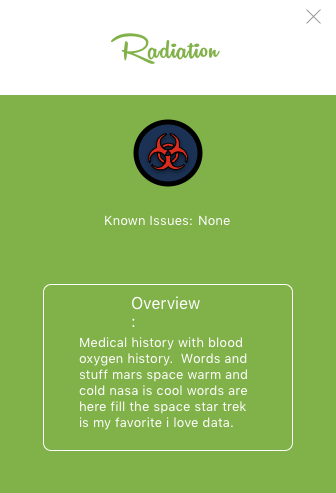 Radiation
Known Issues: None
Overview
:
Medical history with blood
oxygen history.  Words and
stuff mars space warm and
cold nasa is cool words are
here fill the space star trek
is my favorite i love data.